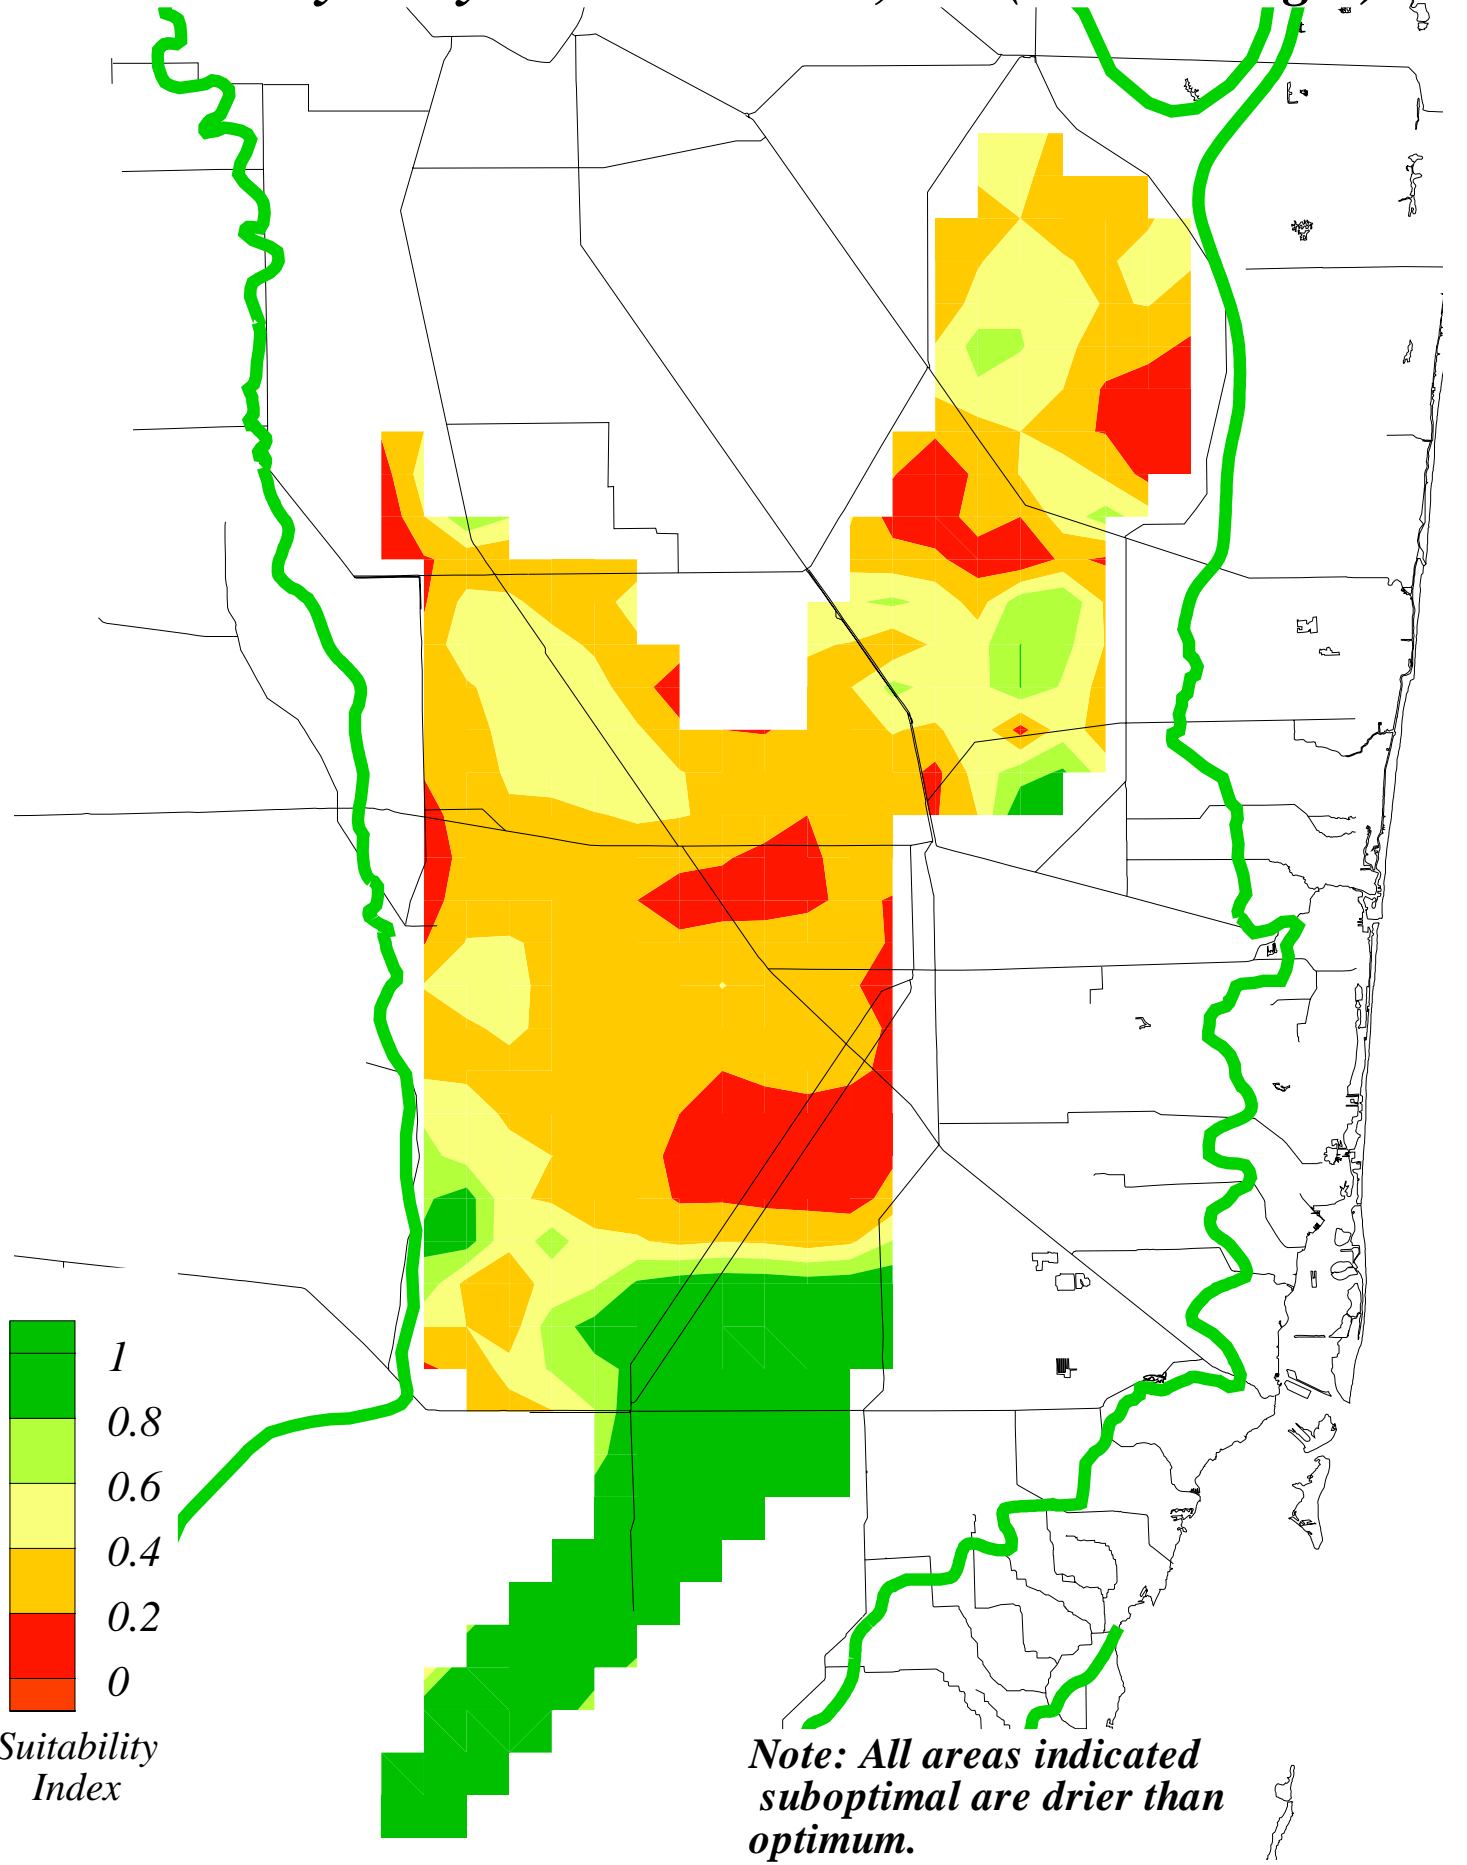 1
0.8
0.6
0.4
0.2
0
Suitability
Index
Note: All areas indicated
suboptimal are drier than
optimum.